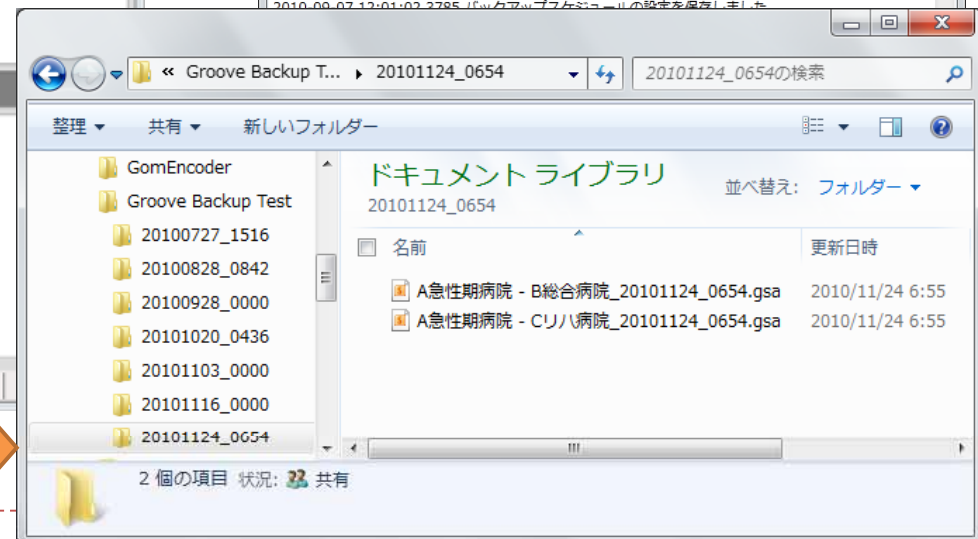 2010-09-07 12:01:02.3785 バックアップスケジュールの設定を保存しました
« Groove Backup T... ▸ 20101124_0654
20101124_0654の検索
整理 共有 新しいフォルダー
GomEncoder
Groove Backup Test
20100727_1516
20100828_0842
20100928_0000
20101020_0436
20101103_0000
20101116_0000
20101124_0654
ドキュメント ライブラリ
20101124_0654
並べ替え: フォルダー
名前 更新日時
A急性期病院 - B総合病院_20101124_0654.gsa 2010/11/24 6:55
A急性期病院 - Cリハ病院_20101124_0654.gsa 2010/11/24 6:55
2 個の項目 状況: 共有